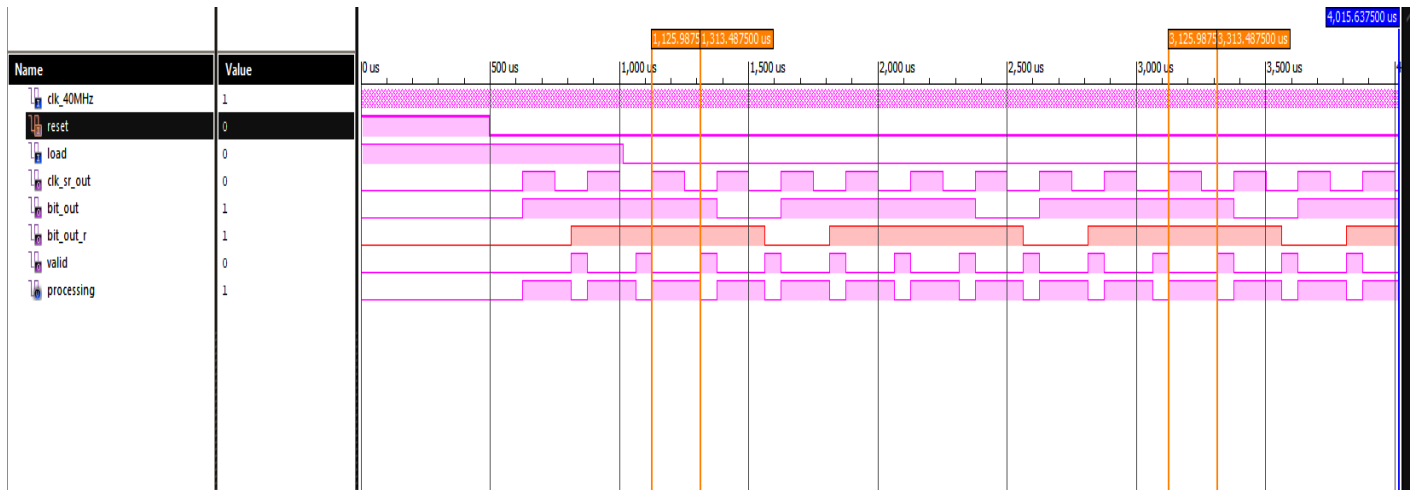 4,015.637500 us
1,125.9875 1,313.487500 us 3,125.9875 3,313.487500 us
Name Value 0 us 500 us 1,000 us 1,500 us 2,000 us 2,500 us 3,000 us 3,500 us
clk_40MHz 1
reset 0
load 0
clk_sr_out 0
bit_out 1
bit_out_r 1
valid 0
processing 1